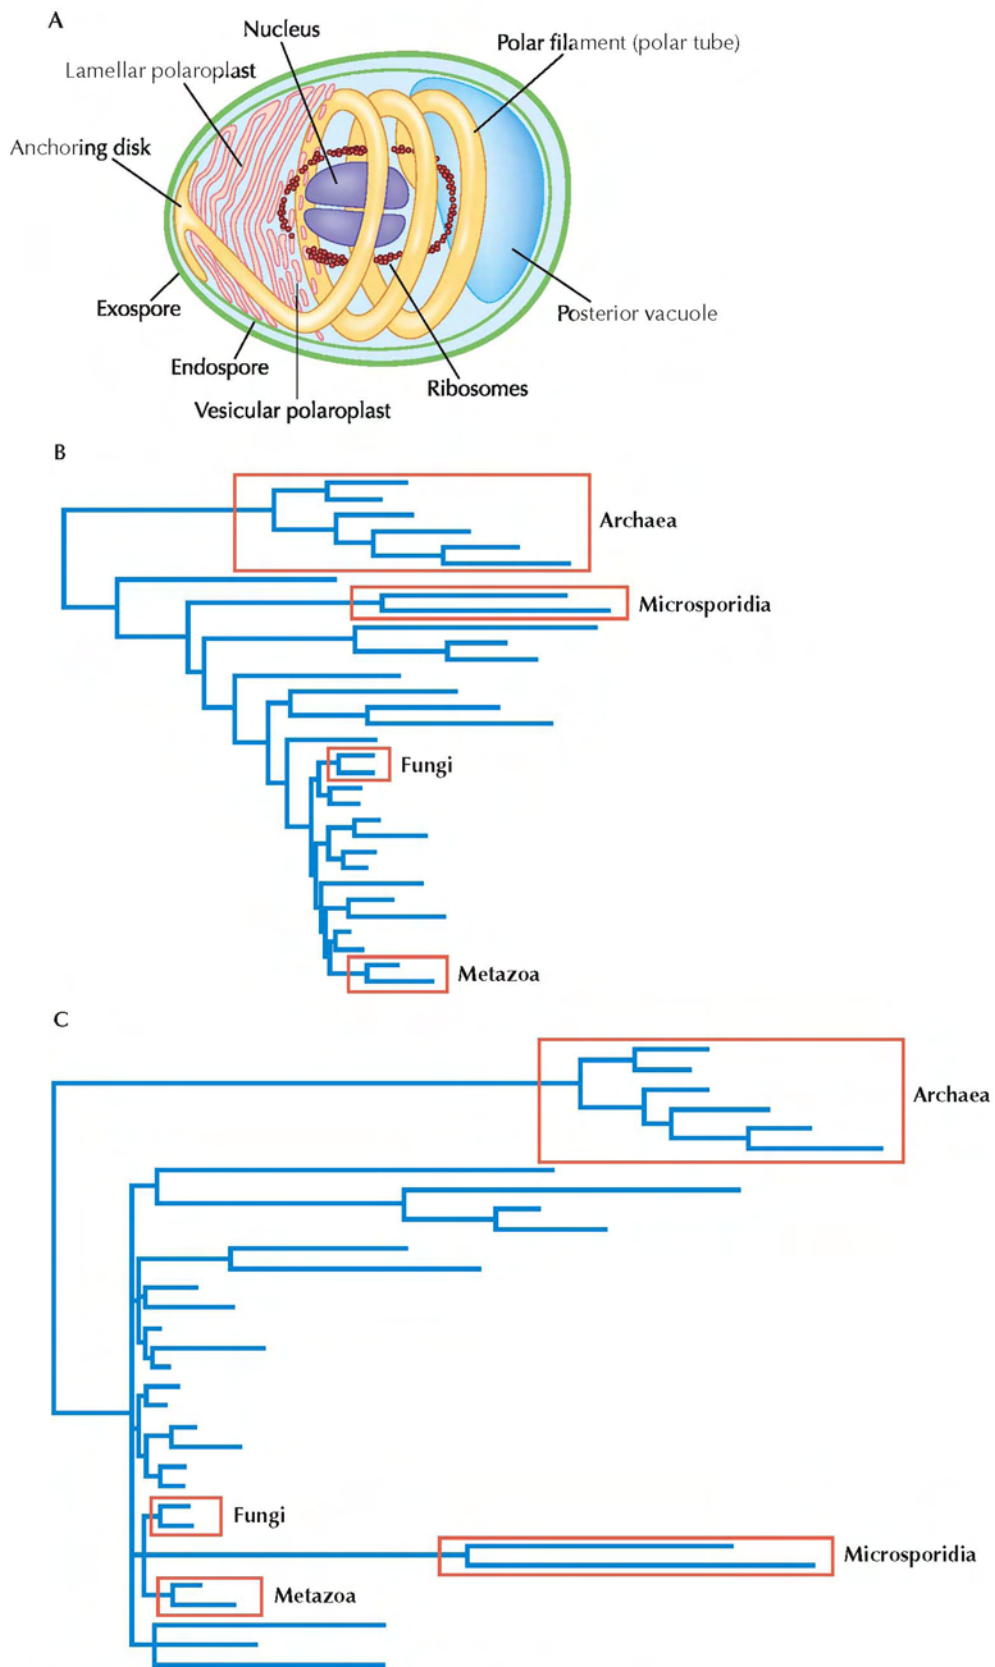 A
Nucleus
Polar filament (polar tube)
Lamellar polaroplast
Anchoring disk
Exospore
Posterior vacuole
Endospore
Ribosomes
Vesicular polaroplast
B
Archaea
Microsporidia
Fungi
Metazoa
C
Archaea
Fungi
Microsporidia
Metazoa